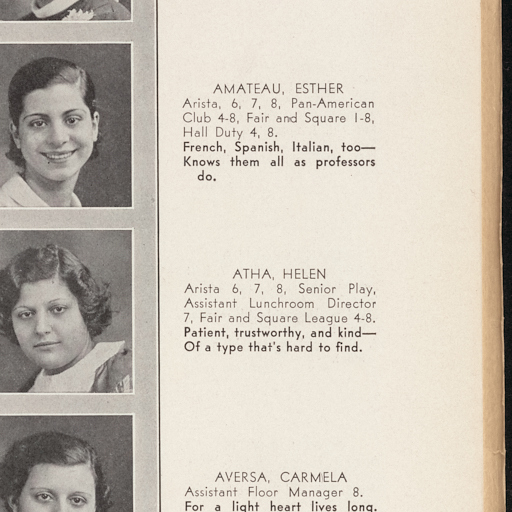 AMATEAU, ESTHER
Arista, 6, 7, 8, Pan-American
Club 4-8, Fair and Square 1-8,
Hall Duty 4, 8.
French, Spanish, Italian, too—
Knows them all as professors
do.
ATHA, HELEN
Arista 6, 7, 8, Senior Play,
Assistant Lunchroom Director
7, Fair and Square League 4-8.
Patient, trustworthy, and kind—
Of a type that's hard to find.
AVERSA, CARMELA
Assistant Floor Manager 8.
For a light heart lives long.